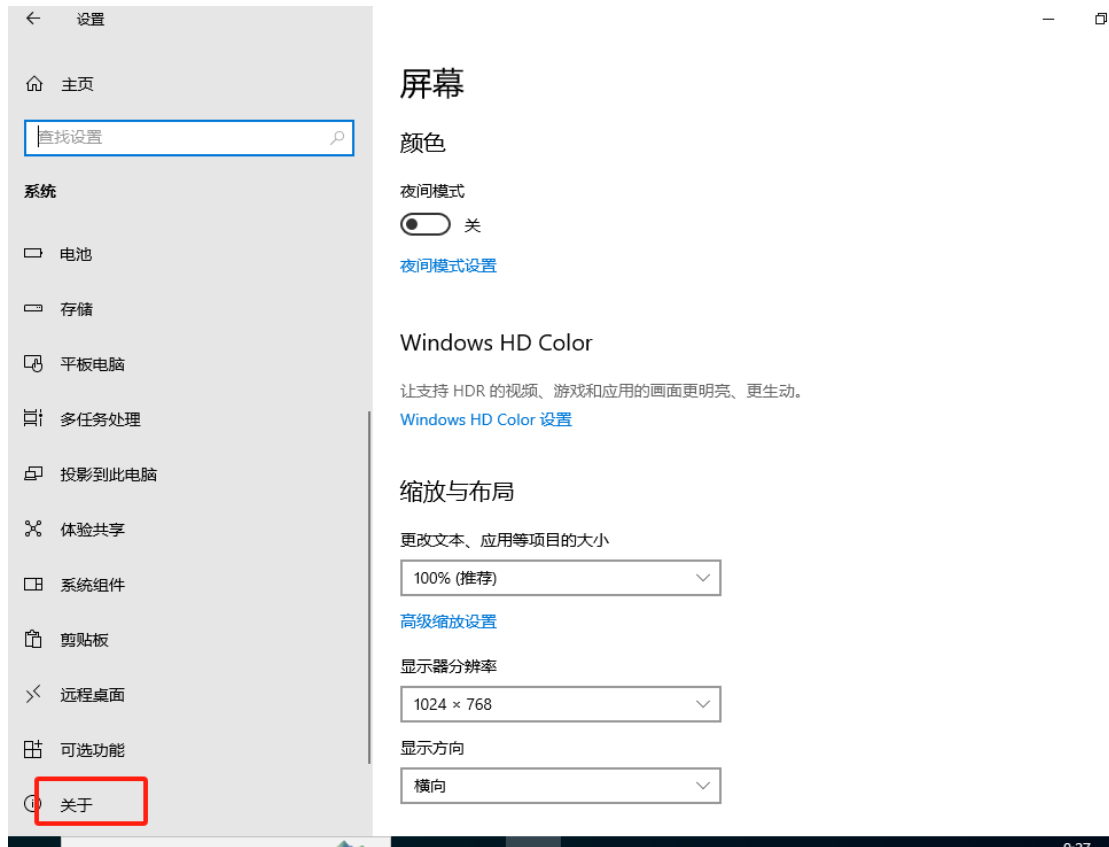 设置
主页
查找设置
系统
电池
存储
平板电脑
多任务处理
投影到此电脑
体验共享
系统组件
剪贴板
远程桌面
可选功能
关于
屏幕
颜色
夜间模式
关
夜间模式设置
Windows HD Color
让支持 HDR 的视频、游戏和应用的画面更明亮、更生动。
Windows HD Color 设置
缩放与布局
更改文本、应用等项目的大小
100% (推荐)
高级缩放设置
显示器分辨率
1024 × 768
显示方向
横向